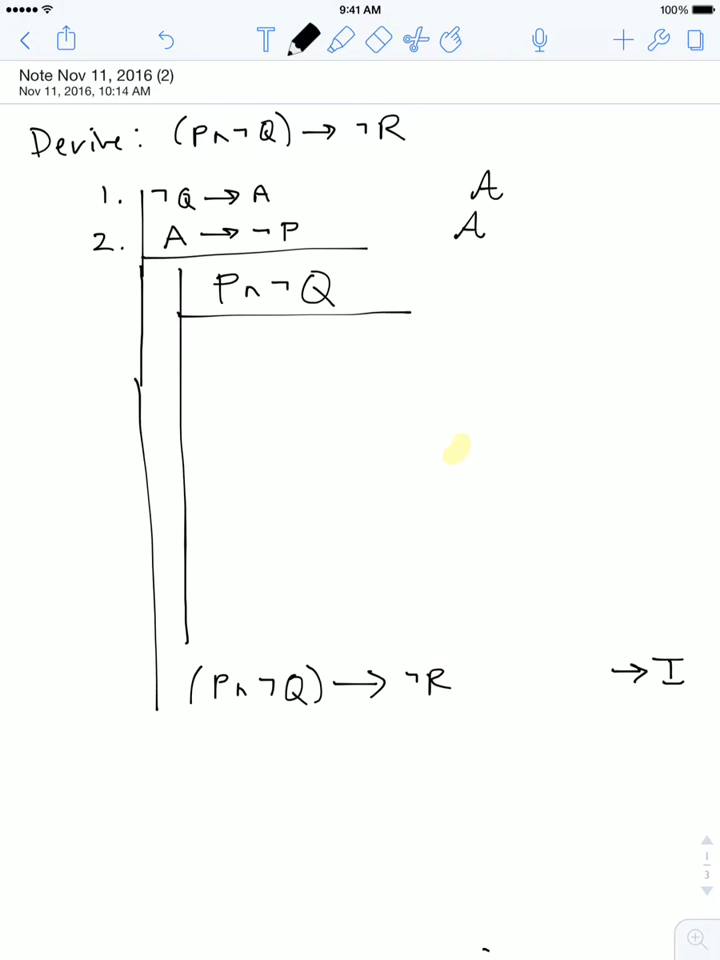 9:41 AM
100%
T
Note Nov 11, 2016 (2)
Nov 11, 2016, 10:14 AM
Derive: (P∧¬Q) → ¬R
1. ¬Q → A A
2. A → ¬P A
P∧¬Q
(P∧¬Q) → ¬R →I
1
3